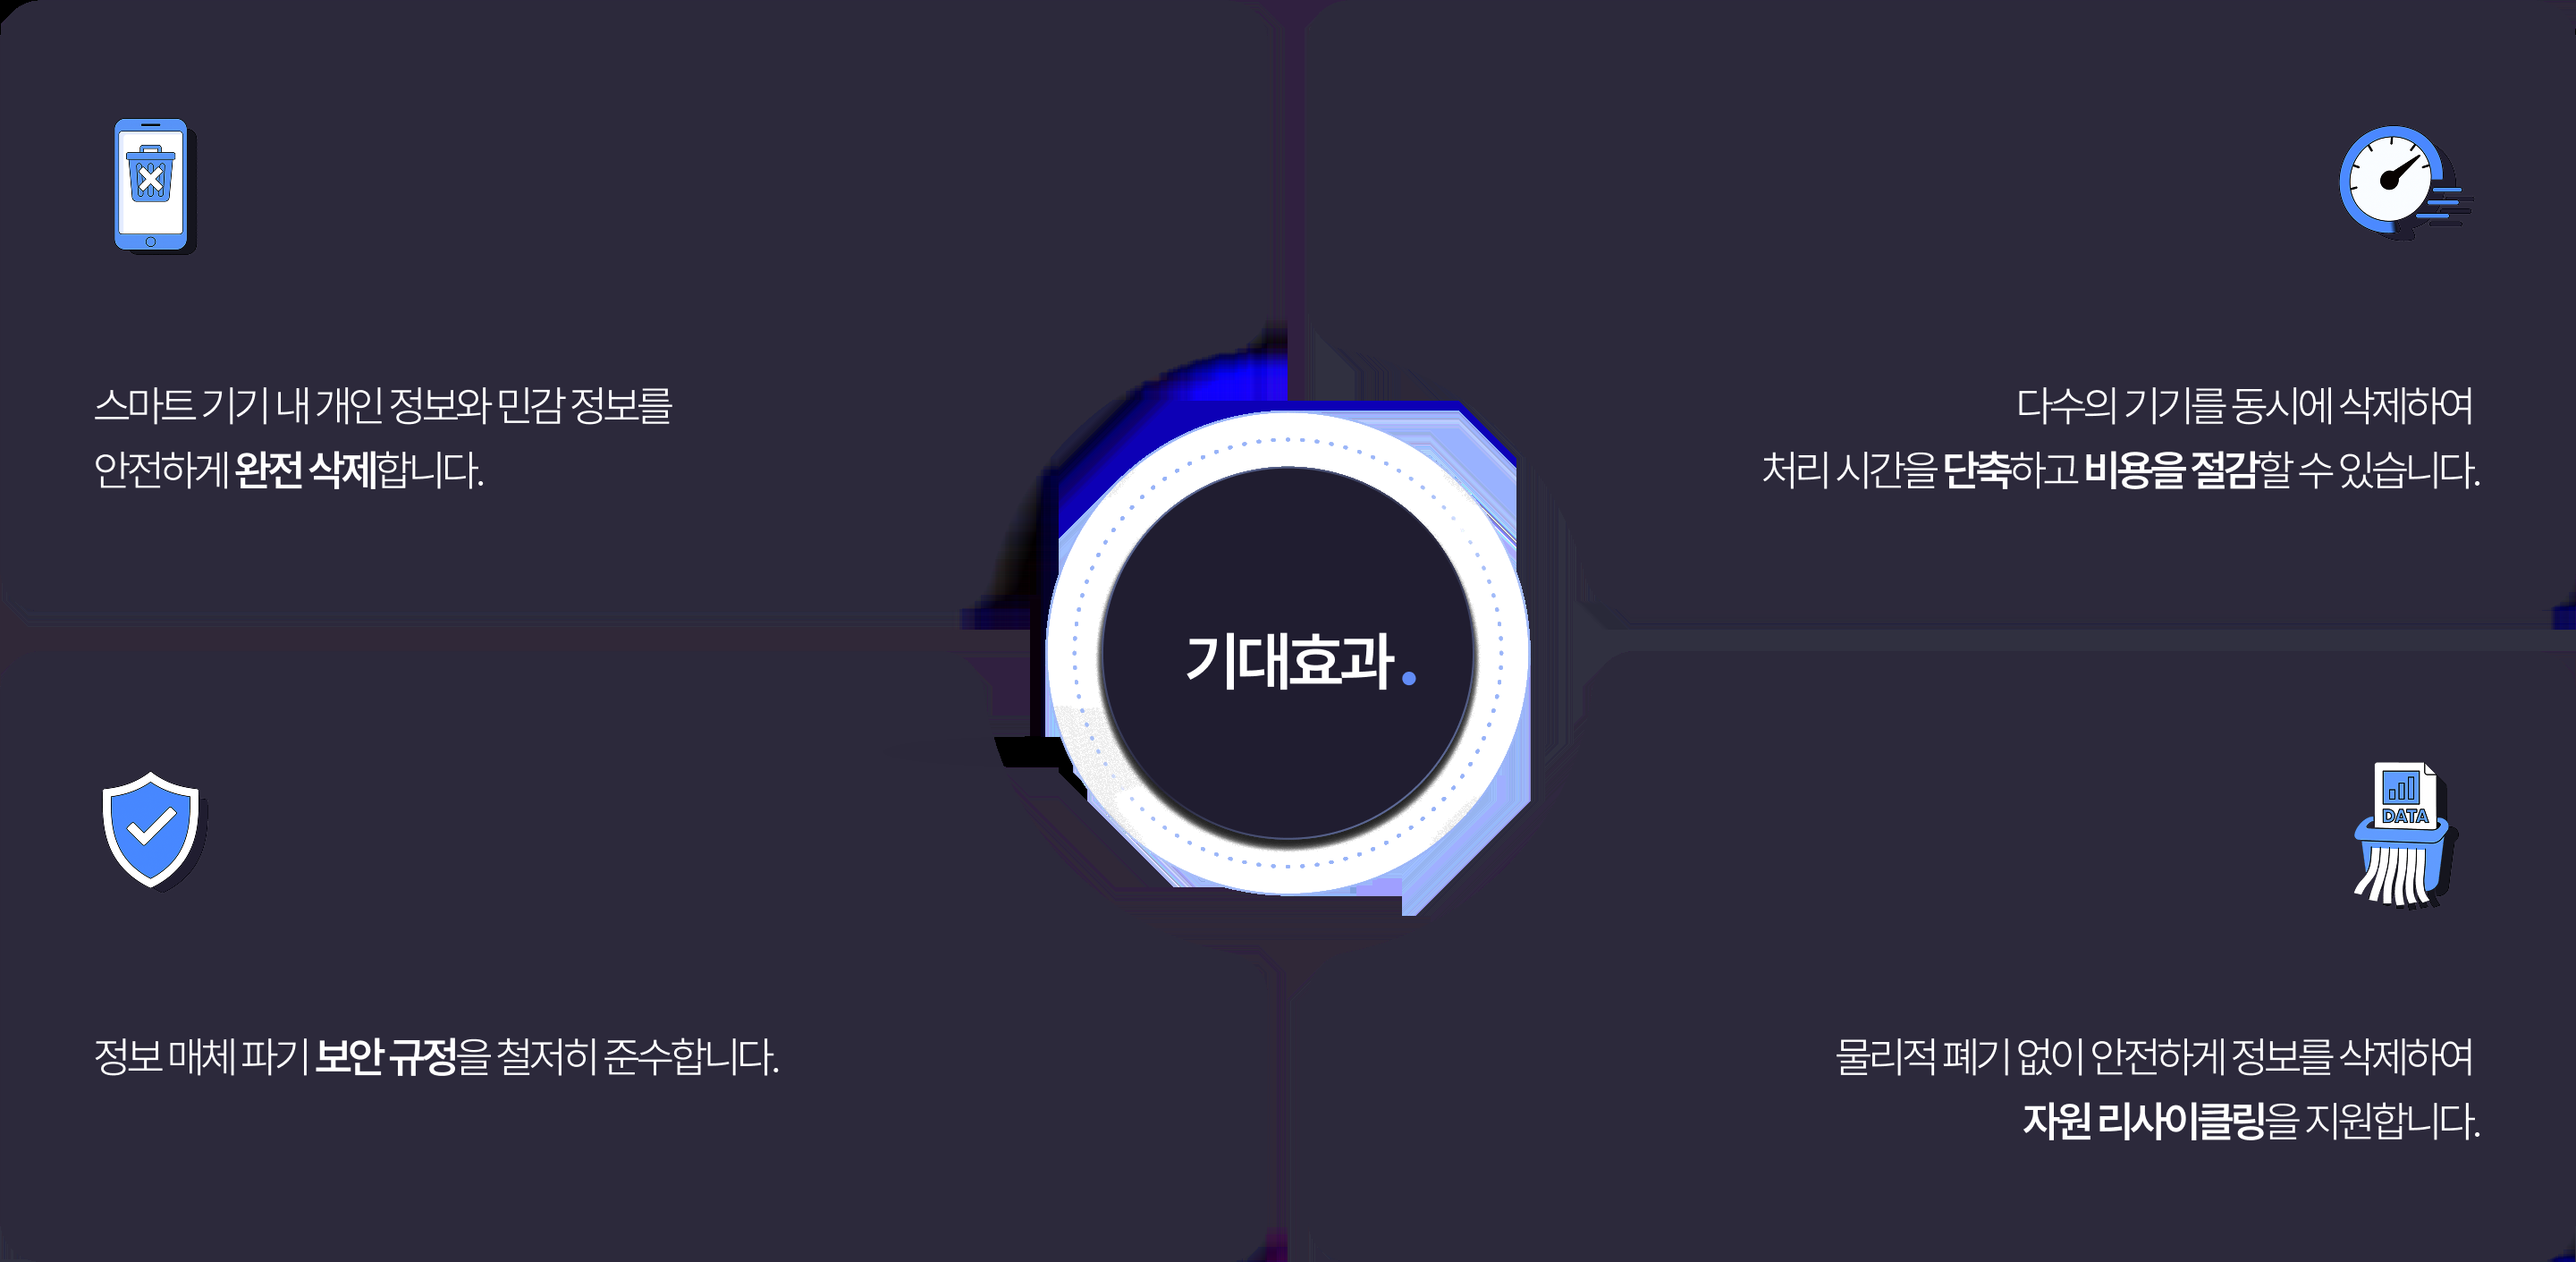 스마트 기기 내 개인 정보와 민감 정보를
안전하게 완전 삭제합니다.
다수의 기기를 동시에 삭제하여
처리 시간을 단축하고 비용을 절감할 수 있습니다.
기대효과.
정보 매체 파기 보안 규정을 철저히 준수합니다.
DATA
물리적 폐기 없이 안전하게 정보를 삭제하여
자원 리사이클링을 지원합니다.